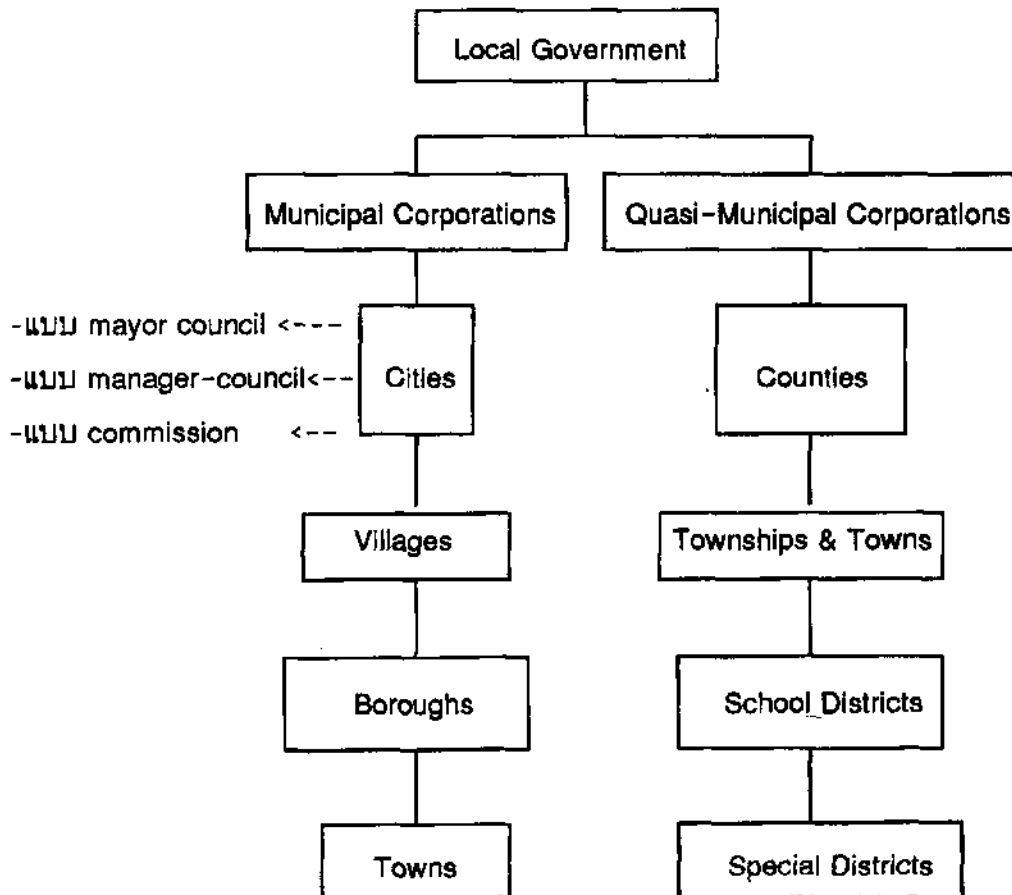 Local Government
Municipal Corporations
Quasi-Municipal Corporations
-แบบ mayor council <---
-แบบ manager-council<--
-แบบ commission <--
Cities
Counties
Villages
Townships & Towns
Boroughs
School Districts
Towns
Special Districts